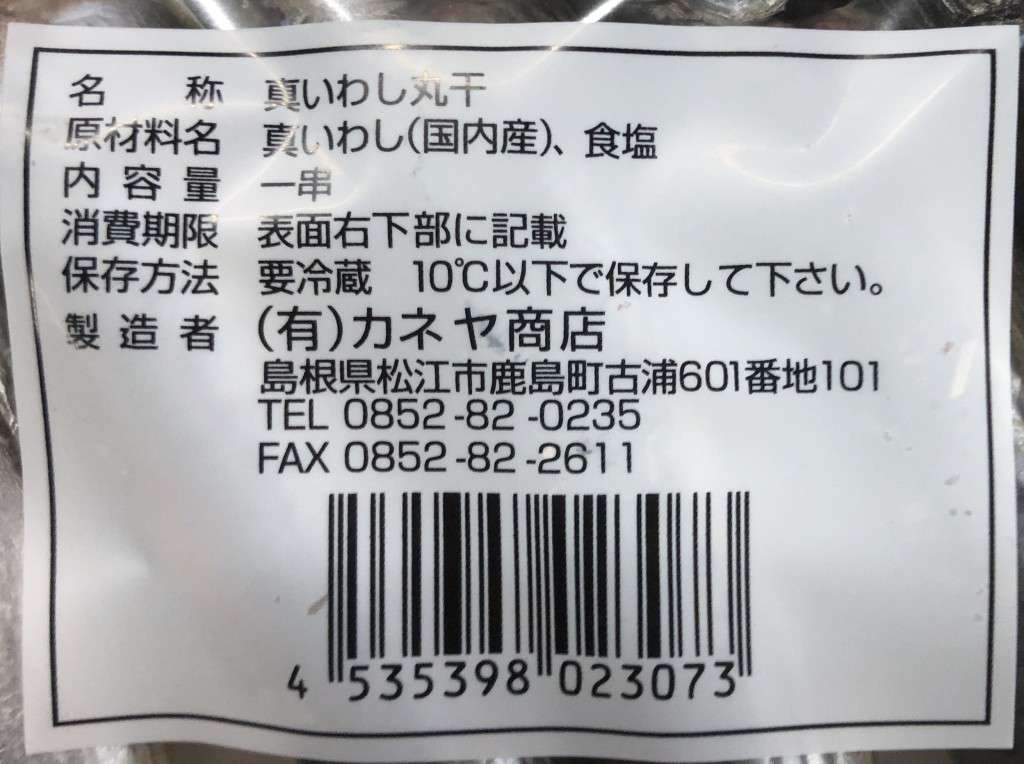 名称 真いわし丸干
原材料名 真いわし(国内産)、食塩
内容量 一串
消費期限 表面右下部に記載
保存方法 要冷蔵 10℃以下で保存して下さい。
製造者 (有)カネヤ商店
島根県松江市鹿島町古浦601番地101
TEL 0852-82-0235
FAX 0852-82-2611
4 535398 023073